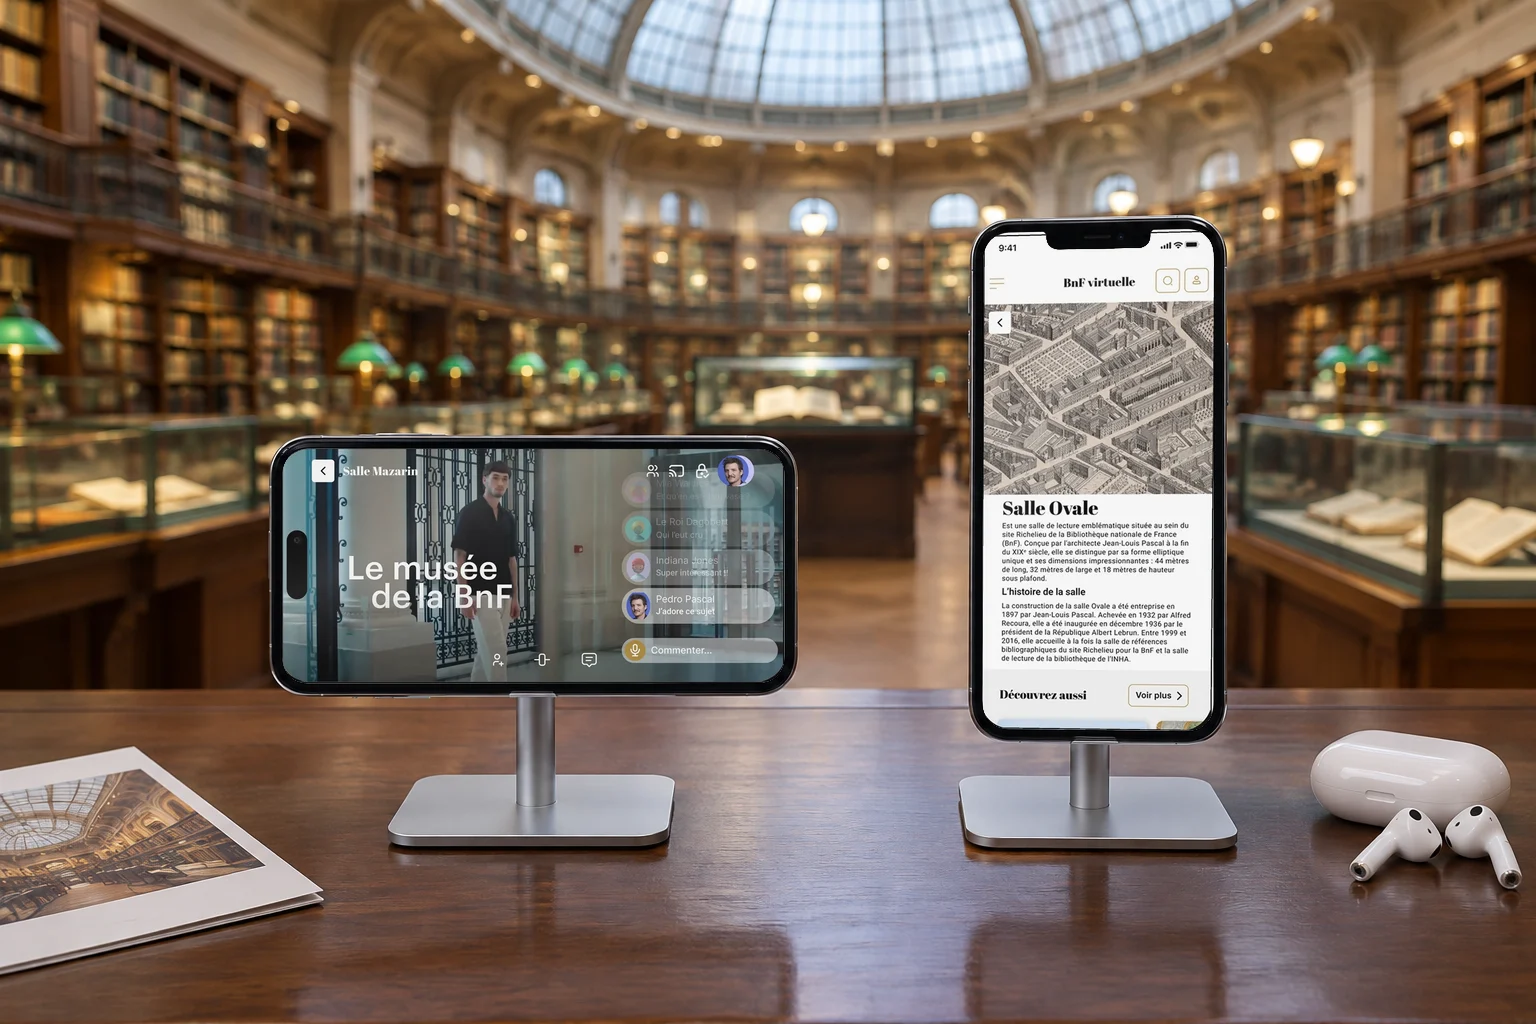 Salle Mazarin
Le Roi Dagobert
Qui l'eut cru
Indiana Jones
Super intéressant !!
Pedro Pascal
J'adore ce sujet
Commenter...
Le musée
de la BnF
9:41
BnF virtuelle
Salle Ovale
Est une salle de lecture emblématique située au sein du
site Richelieu de la Bibliothèque nationale de France
(BnF). Conçue par l'architecte Jean-Louis Pascal à la fin
du XIXe siècle, elle se distingue par sa forme elliptique
unique et ses dimensions impressionnantes : 44 mètres
de long, 32 mètres de large et 18 mètres de hauteur
sous plafond.
L'histoire de la salle
La construction de la salle Ovale a été entreprise en
1897 par Jean-Louis Pascal. Achevée en 1932 par Alfred
Recoura, elle a été inaugurée en décembre 1936 par le
président de la République Albert Lebrun. Entre 1999 et
2016, elle accueille à la fois la salle de références
bibliographiques du site Richelieu pour la BnF et la salle
de lecture de la bibliothèque de l'INHA.
Découvrez aussi
Voir plus